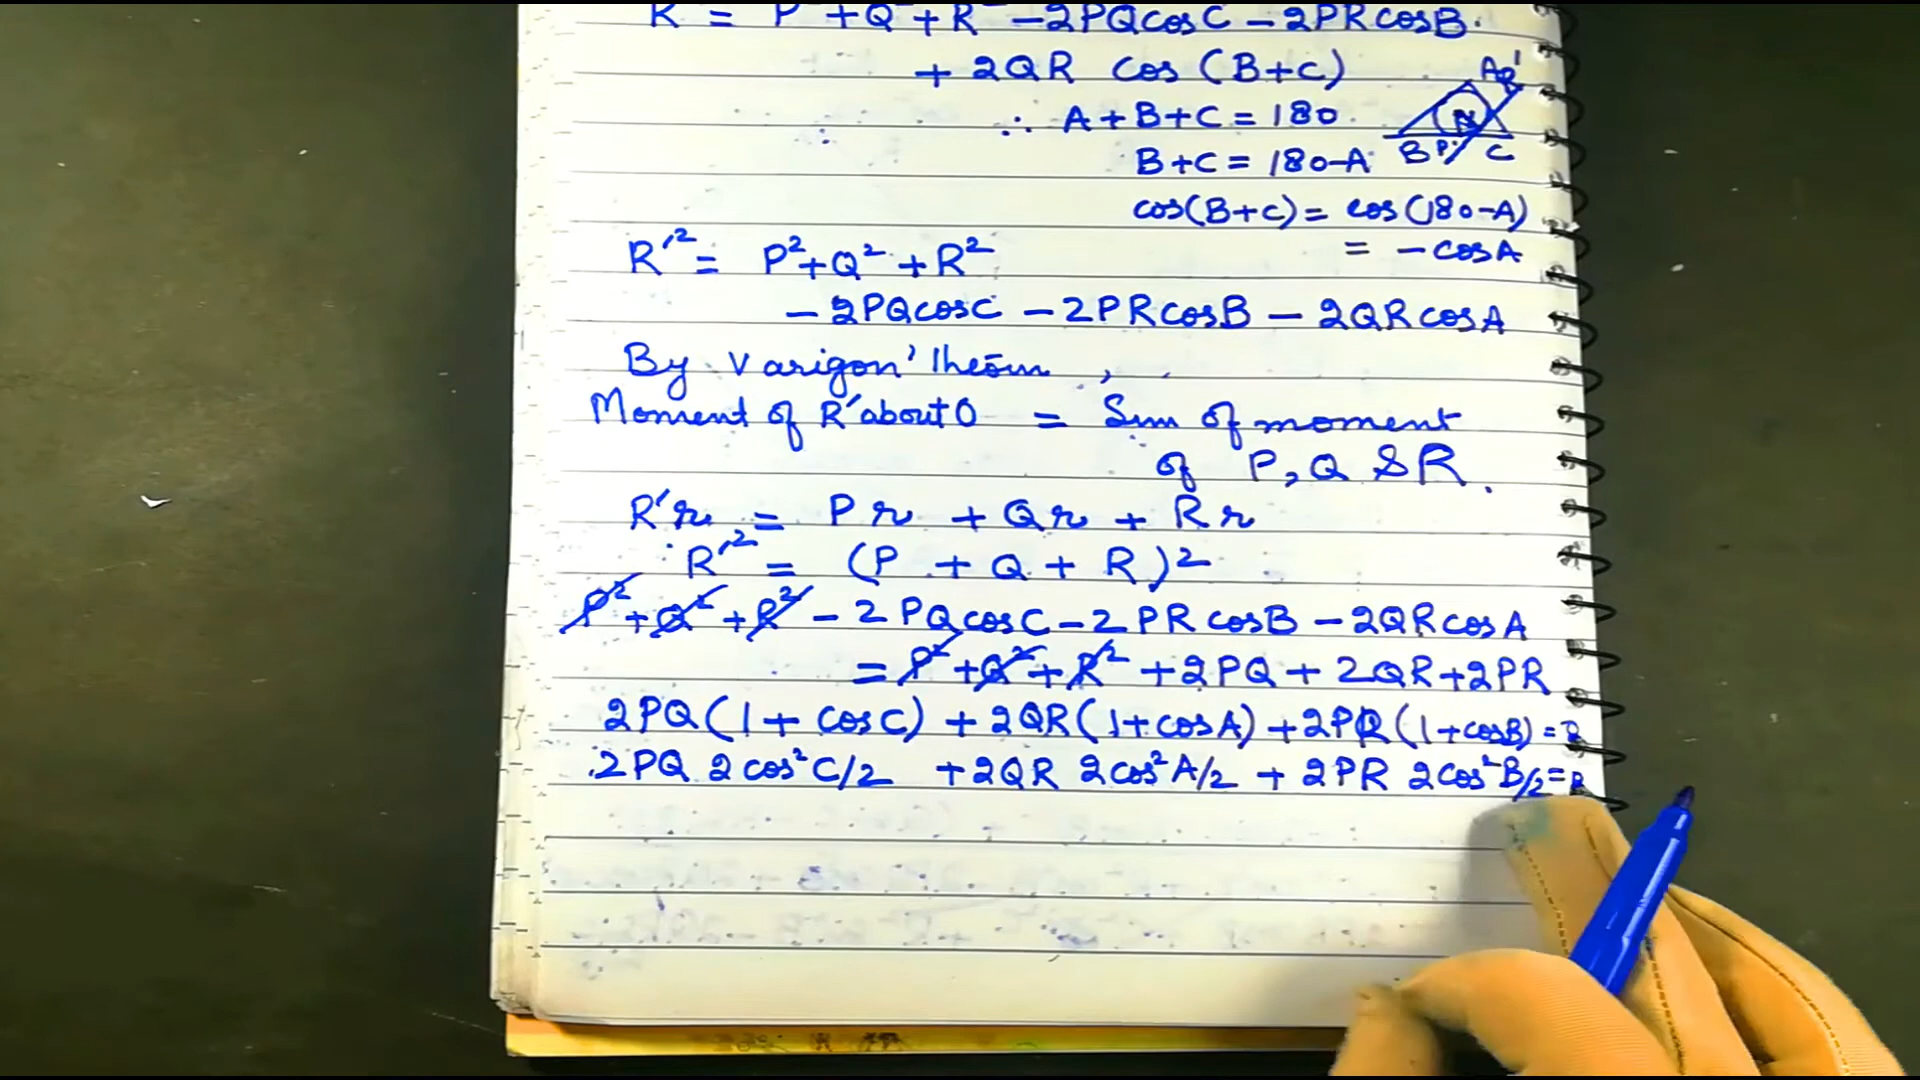 R = P + Q + R - 2PQcosC - 2PRcosB.
+ 2QR cos (B+C)
∴ A+B+C = 180
B+C = 180-A
B P C
cos(B+C) = cos(180-A)
= -cosA
R'² = P²+Q²+R²
- 2PQcosC - 2PRcosB - 2QRcosA
By Varigon' Theorm ,
Moment of R' about O = Sum of moment
of P, Q & R.
R'r = Pr + Qr + Rr
R'² = (P + Q + R)²
P²+Q²+R² - 2PQcosC - 2PRcosB - 2QRcosA
= P²+Q²+R² + 2PQ + 2QR + 2PR
2PQ(1+cosC) + 2QR(1+cosA) + 2PR(1+cosB) =
2PQ 2cos²C/2 + 2QR 2cos²A/2 + 2PR 2cos²B/2 =